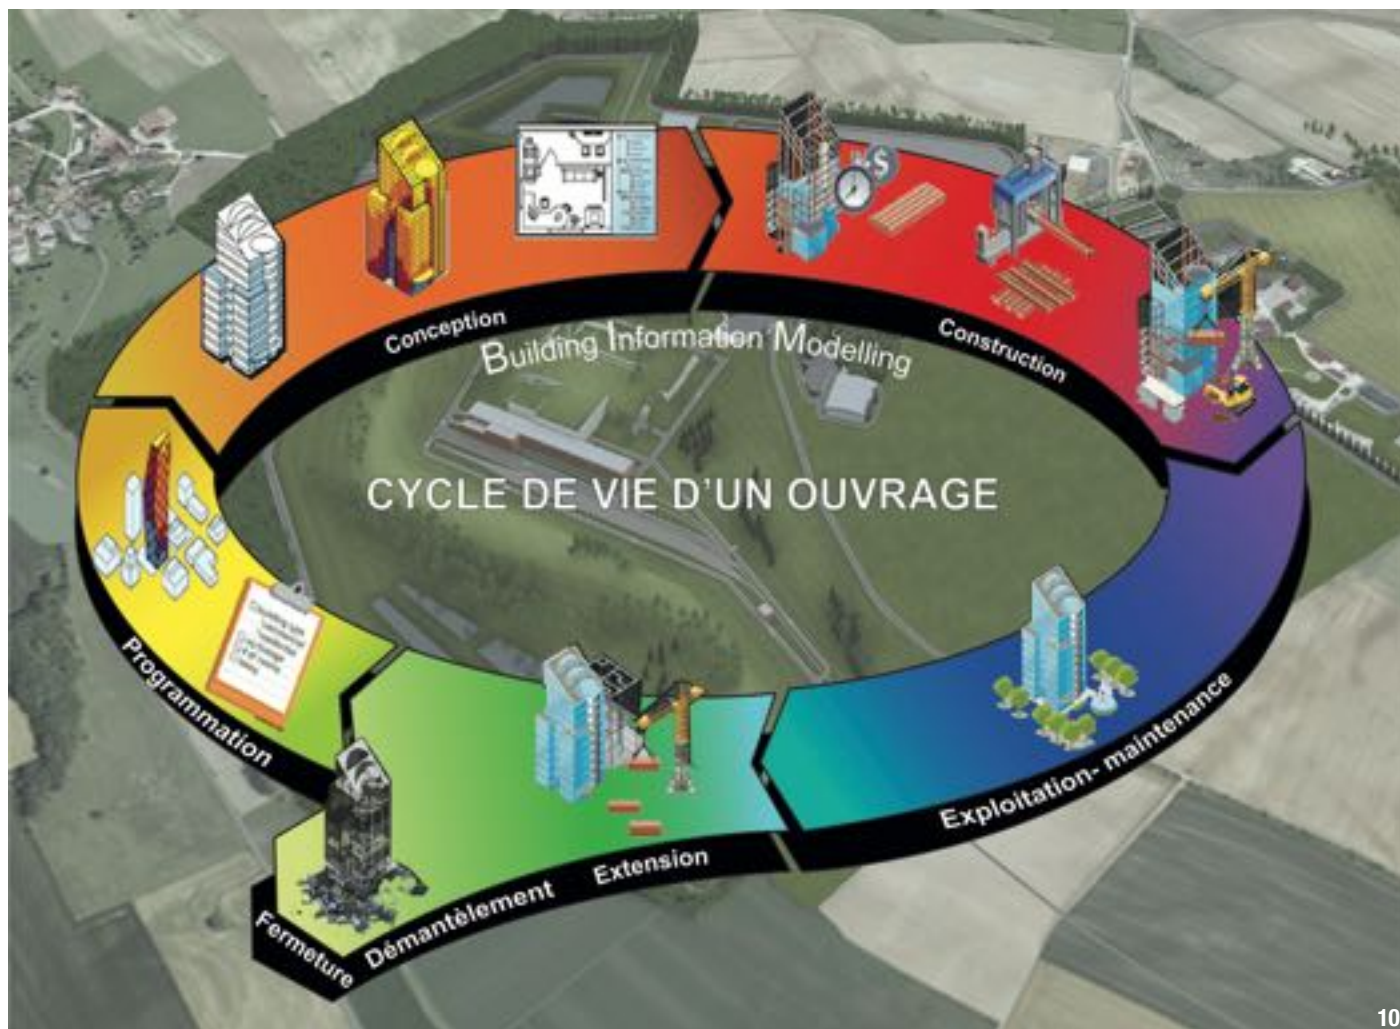 Conception
Construction
Building Information Modelling
CYCLE DE VIE D'UN OUVRAGE
Programmation
Exploitation- maintenance
Extension
Démantèlement
Fermeture
10